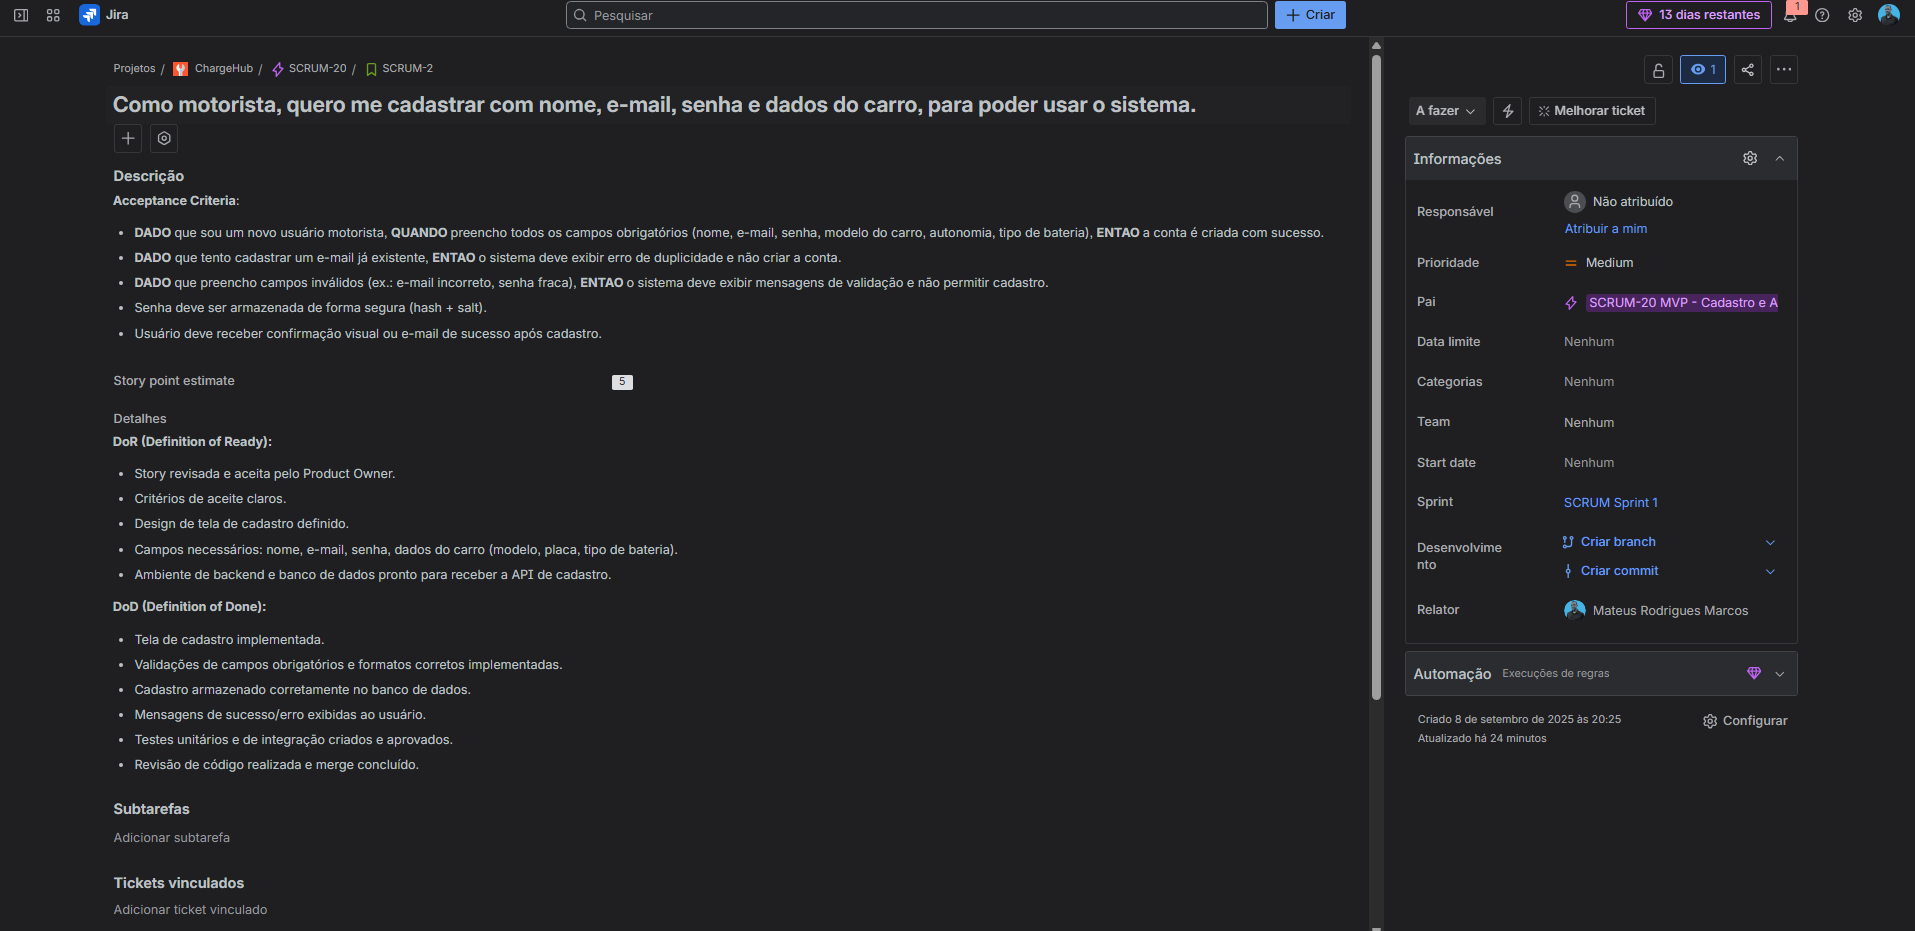 Jira
Pesquisar
Criar
13 dias restantes
1
Projetos / ChargeHub / SCRUM-20 / SCRUM-2
1
Como motorista, quero me cadastrar com nome, e-mail, senha e dados do carro, para poder usar o sistema.
Descrição
Acceptance Criteria:
• DADO que sou um novo usuário motorista, QUANDO preencho todos os campos obrigatórios (nome, e-mail, senha, modelo do carro, autonomia, tipo de bateria), ENTAO a conta é criada com sucesso.
• DADO que tento cadastrar um e-mail já existente, ENTAO o sistema deve exibir erro de duplicidade e não criar a conta.
• DADO que preencho campos inválidos (ex.: e-mail incorreto, senha fraca), ENTAO o sistema deve exibir mensagens de validação e não permitir cadastro.
• Senha deve ser armazenada de forma segura (hash + salt).
• Usuário deve receber confirmação visual ou e-mail de sucesso após cadastro.
Story point estimate
5
Detalhes
DoR (Definition of Ready):
• Story revisada e aceita pelo Product Owner.
• Critérios de aceite claros.
• Design de tela de cadastro definido.
• Campos necessários: nome, e-mail, senha, dados do carro (modelo, placa, tipo de bateria).
• Ambiente de backend e banco de dados pronto para receber a API de cadastro.
DoD (Definition of Done):
• Tela de cadastro implementada.
• Validações de campos obrigatórios e formatos corretos implementadas.
• Cadastro armazenado corretamente no banco de dados.
• Mensagens de sucesso/erro exibidas ao usuário.
• Testes unitários e de integração criados e aprovados.
• Revisão de código realizada e merge concluído.
Subtarefas
Adicionar subtarefa
Tickets vinculados
Adicionar ticket vinculado
A fazer
Melhorar ticket
Informações
Responsável
Não atribuído
Atribuir a mim
Prioridade
Medium
Pai
SCRUM-20 MVP - Cadastro e A
Data limite
Nenhum
Categorias
Nenhum
Team
Nenhum
Start date
Nenhum
Sprint
SCRUM Sprint 1
Desenvolvime
nto
Criar branch
Criar commit
Relator
Mateus Rodrigues Marcos
Automação
Execuções de regras
Criado 8 de setembro de 2025 às 20:25
Atualizado há 24 minutos
Configurar